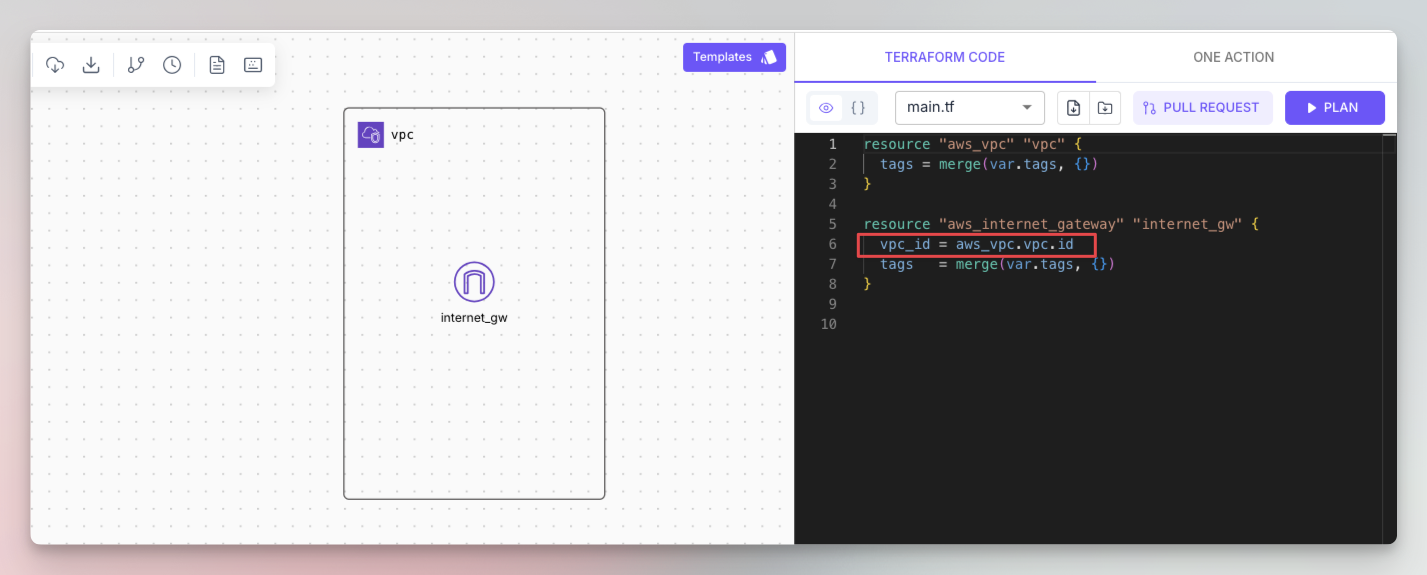 Templates
vpc
internet_gw
TERRAFORM CODE
ONE ACTION
{ }
main.tf
PULL REQUEST
PLAN
1 resource "aws_vpc" "vpc" {
2   tags = merge(var.tags, {})
3 }
4
5 resource "aws_internet_gateway" "internet_gw" {
6   vpc_id = aws_vpc.vpc.id
7   tags   = merge(var.tags, {})
8 }
9
10